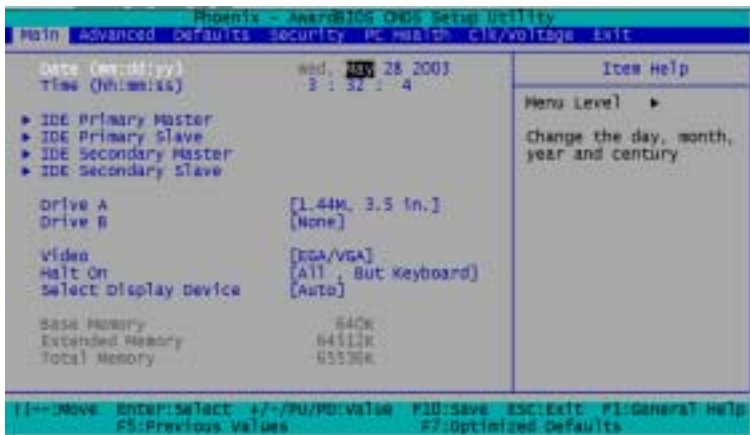 Phoenix - AwardBIOS CMOS Setup Utility
Main Advanced Defaults Security PC Health Clk/Voltage Exit
Date (mm:dd:yy) Wed, May 28 2003
Time (hh:mm:ss) 3 : 32 : 4
▶ IDE Primary Master
▶ IDE Primary Slave
▶ IDE Secondary Master
▶ IDE Secondary Slave
Drive A [1.44M, 3.5 in.]
Drive B [None]
Video [EGA/VGA]
Halt On [All , But Keyboard]
Select Display Device [Auto]
Base Memory 640K
Extended Memory 64512K
Total Memory 65536K
Item Help
Menu Level ▶
Change the day, month,
year and century
:Move Enter:Select +/-/PU/PD:Value F10:Save ESC:Exit F1:General Help
F5:Previous Values F7:Optimized Defaults